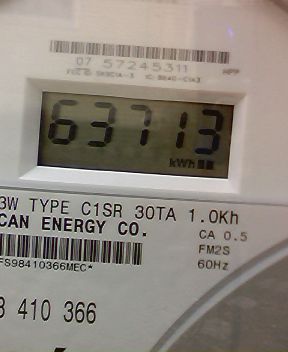 07 57245311
63713
kWh
3W TYPE C1SR 30TA 1.0Kh
CAN ENERGY CO.
CA 0.5
FM2S
60Hz
FS98410366MEC*
410 366